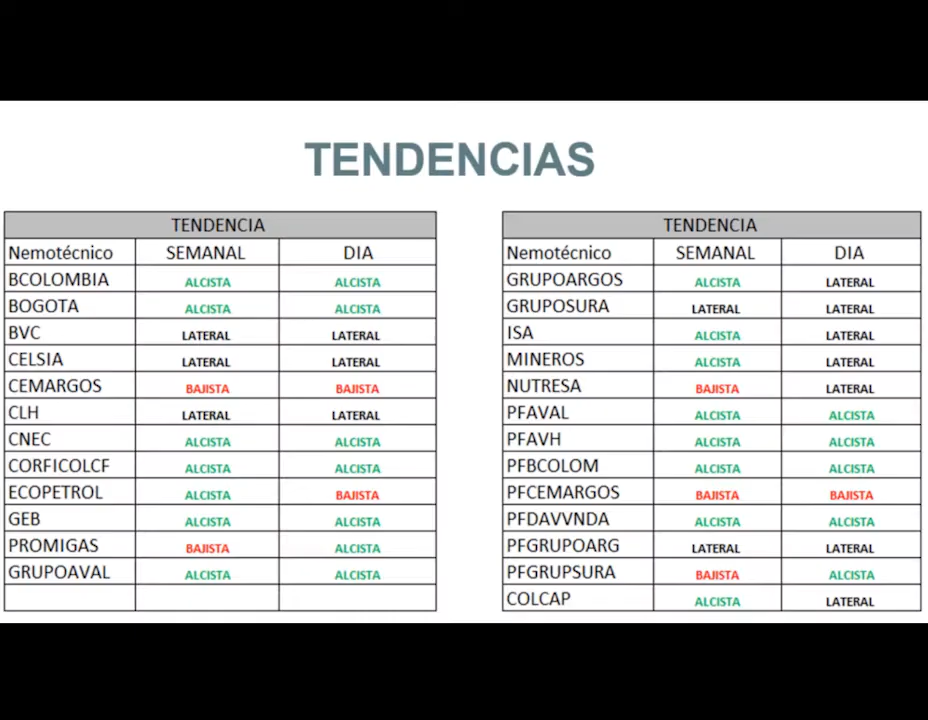 TENDENCIAS
TENDENCIA
Nemotécnico SEMANAL DIA
BCOLOMBIA ALCISTA ALCISTA
BOGOTA ALCISTA ALCISTA
BVC LATERAL LATERAL
CELSIA LATERAL LATERAL
CEMARGOS BAJISTA BAJISTA
CLH LATERAL LATERAL
CNEC ALCISTA ALCISTA
CORFICOLCF ALCISTA ALCISTA
ECOPETROL ALCISTA BAJISTA
GEB ALCISTA ALCISTA
PROMIGAS BAJISTA ALCISTA
GRUPOAVAL ALCISTA ALCISTA
TENDENCIA
Nemotécnico SEMANAL DIA
GRUPOARGOS ALCISTA LATERAL
GRUPOSURA LATERAL LATERAL
ISA ALCISTA LATERAL
MINEROS ALCISTA LATERAL
NUTRESA BAJISTA LATERAL
PFAVAL ALCISTA ALCISTA
PFAVH ALCISTA ALCISTA
PFBCOLOM ALCISTA ALCISTA
PFCEMARGOS BAJISTA BAJISTA
PFDAVVNDA ALCISTA ALCISTA
PFGRUPOARG LATERAL LATERAL
PFGRUPSURA BAJISTA ALCISTA
COLCAP ALCISTA LATERAL